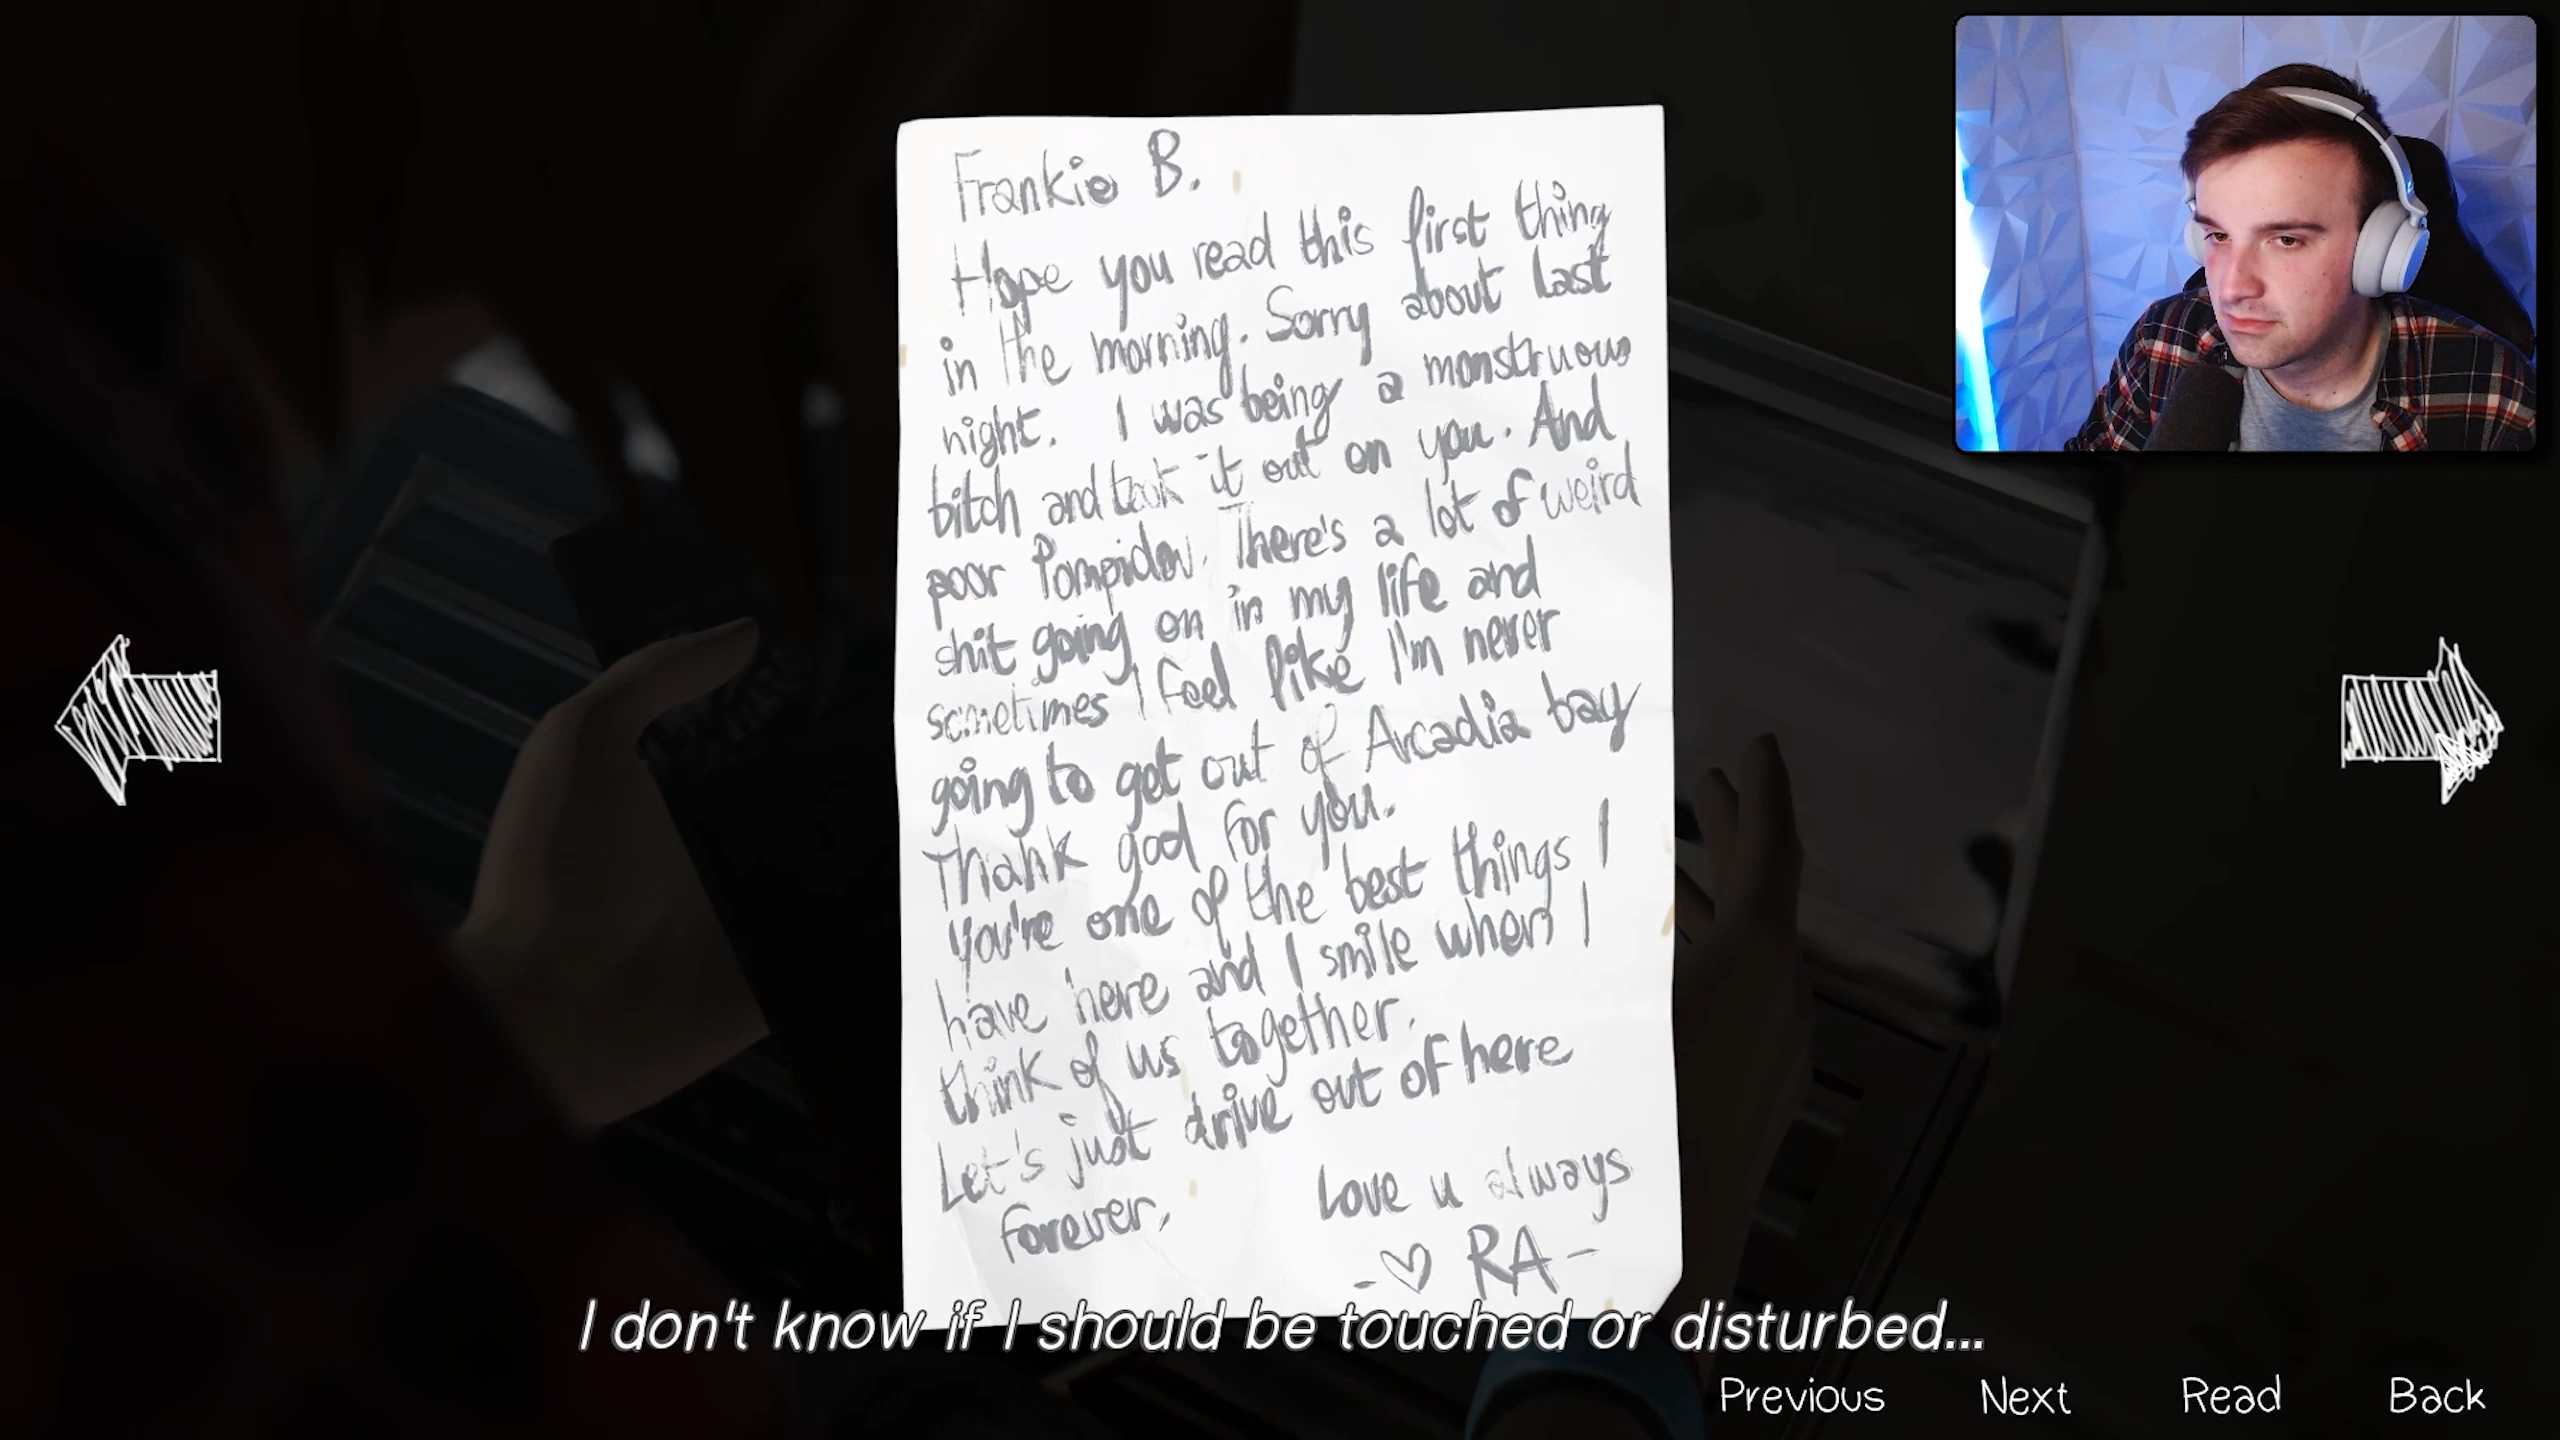 Frankie B.
Hope you read this first thing
in the morning. Sorry about last
night. I was being a monstruous
bitch and took it out on you. And
poor Pompidou. There's a lot of weird
shit going on in my life and
sometimes I feel like I'm never
going to get out of Arcadia bay
Thank god for you.
You're one of the best things I
have here and I smile when I
think of us together.
Let's just drive out of here
forever.
Love u always
-♡ RA-
I don't know if I should be touched or disturbed...
Previous Next Read Back